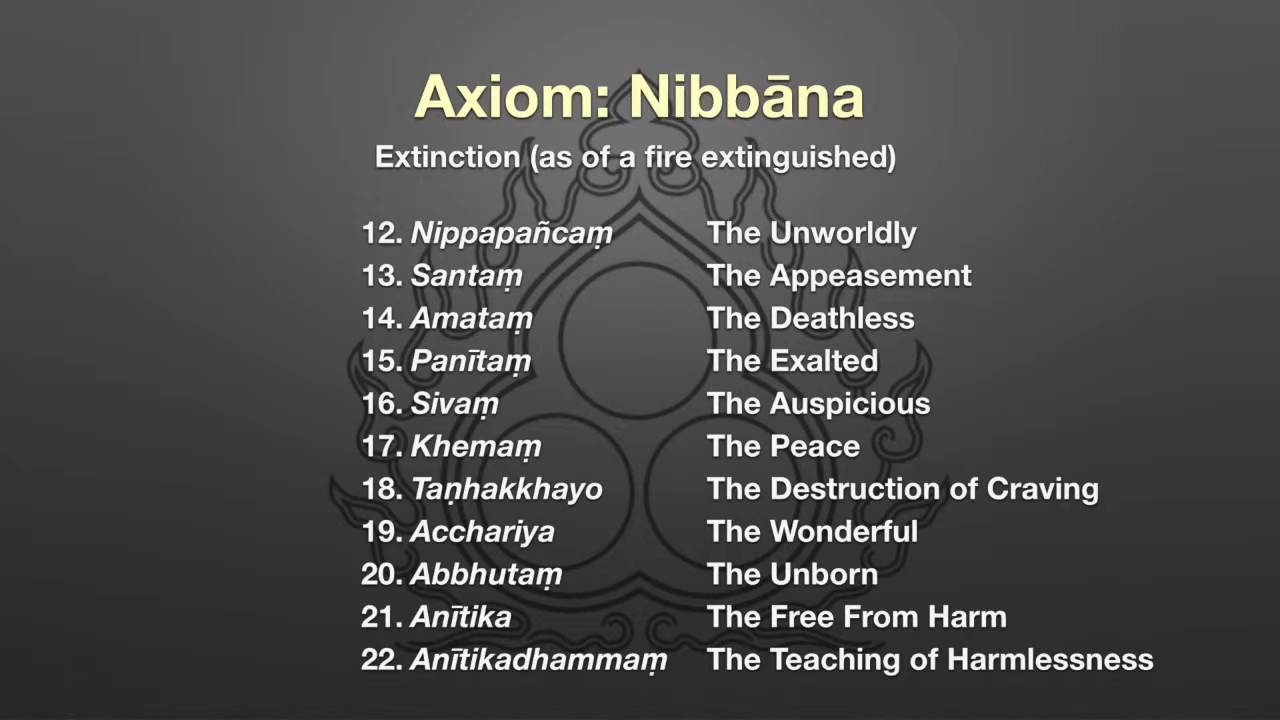 Axiom: Nibbāna
Extinction (as of a fire extinguished)
12. Nippapañcaṃ The Unworldly
13. Santaṃ The Appeasement
14. Amataṃ The Deathless
15. Panītaṃ The Exalted
16. Sivaṃ The Auspicious
17. Khemaṃ The Peace
18. Taṇhakkhayo The Destruction of Craving
19. Acchariya The Wonderful
20. Abbhutaṃ The Unborn
21. Anītika The Free From Harm
22. Anītikadhammaṃ The Teaching of Harmlessness